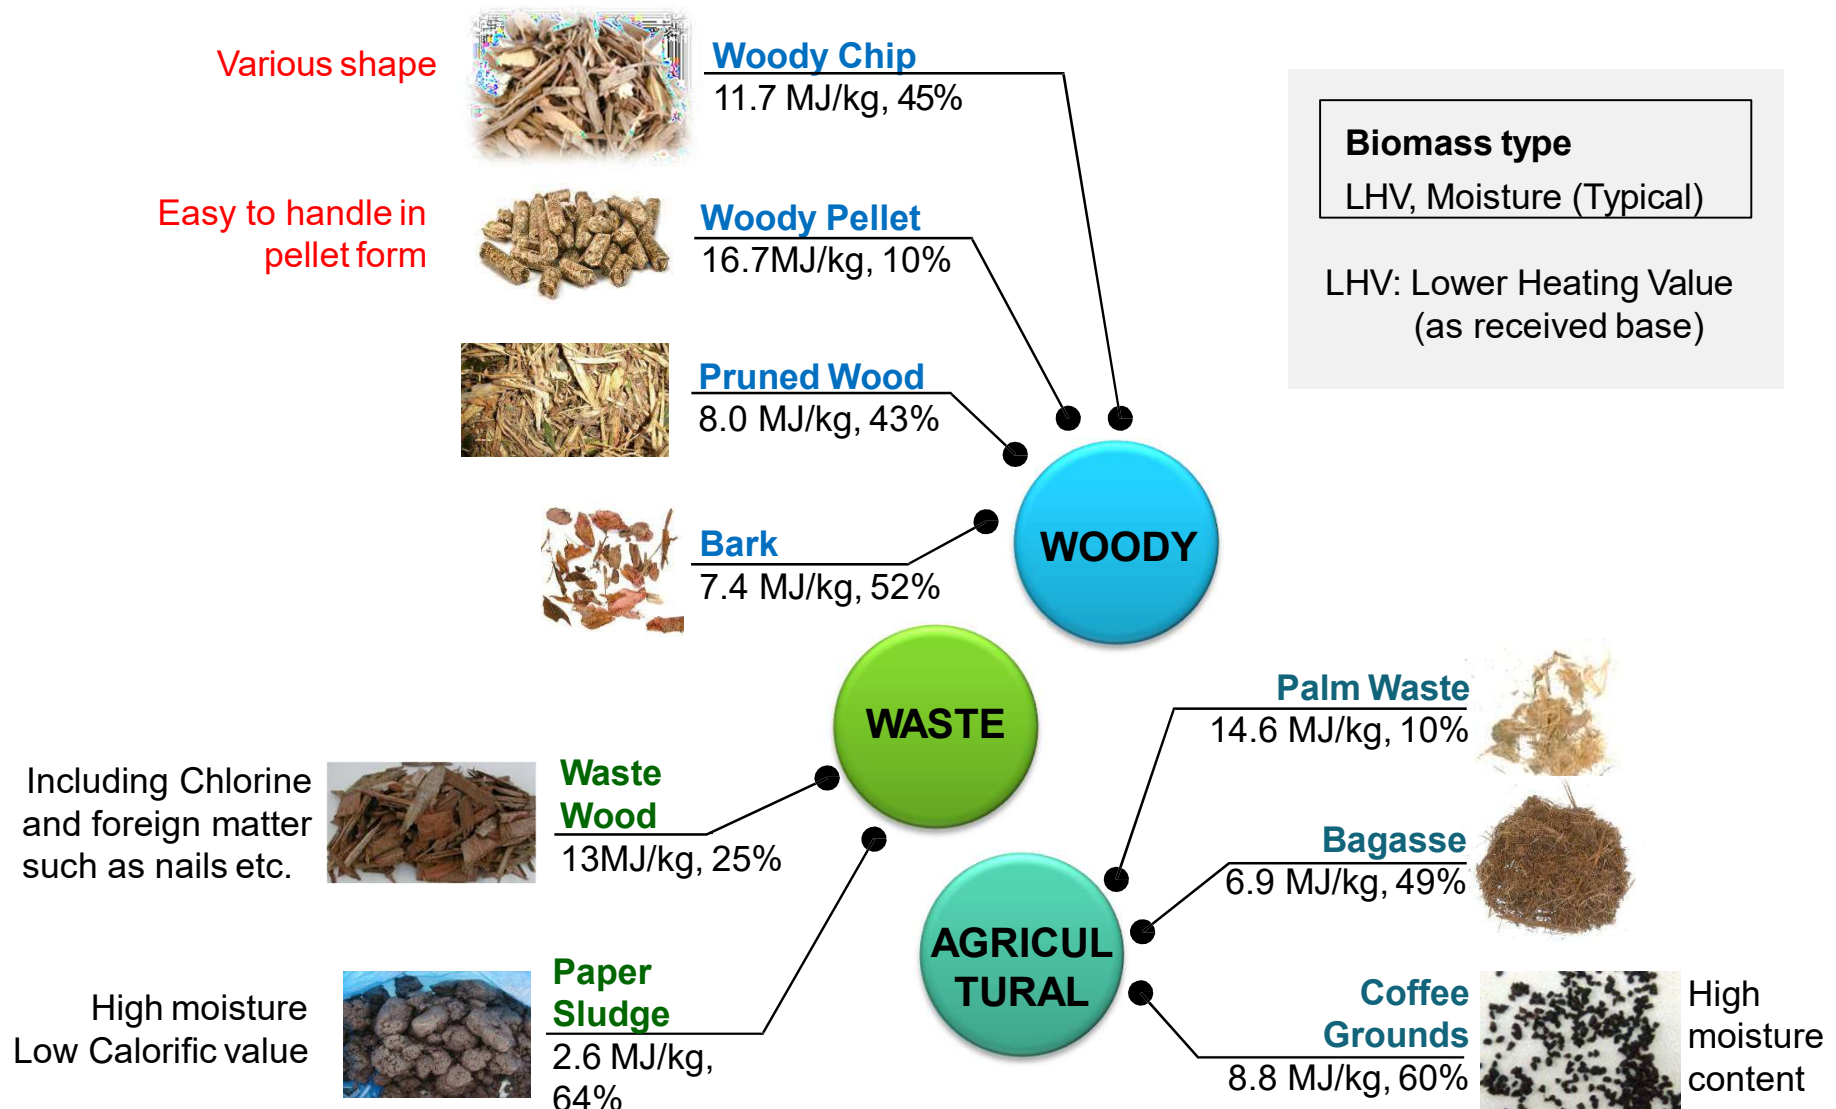 Various shape
Woody Chip
11.7 MJ/kg, 45%
Easy to handle in
pellet form
Woody Pellet
16.7MJ/kg, 10%
Pruned Wood
8.0 MJ/kg, 43%
Bark
7.4 MJ/kg, 52%
Biomass type
LHV, Moisture (Typical)
LHV: Lower Heating Value
(as received base)
WOODY
WASTE
Including Chlorine
and foreign matter
such as nails etc.
Waste
Wood
13MJ/kg, 25%
High moisture
Low Calorific value
Paper
Sludge
2.6 MJ/kg,
64%
AGRICUL
TURAL
Palm Waste
14.6 MJ/kg, 10%
Bagasse
6.9 MJ/kg, 49%
Coffee
Grounds
8.8 MJ/kg, 60%
High
moisture
content